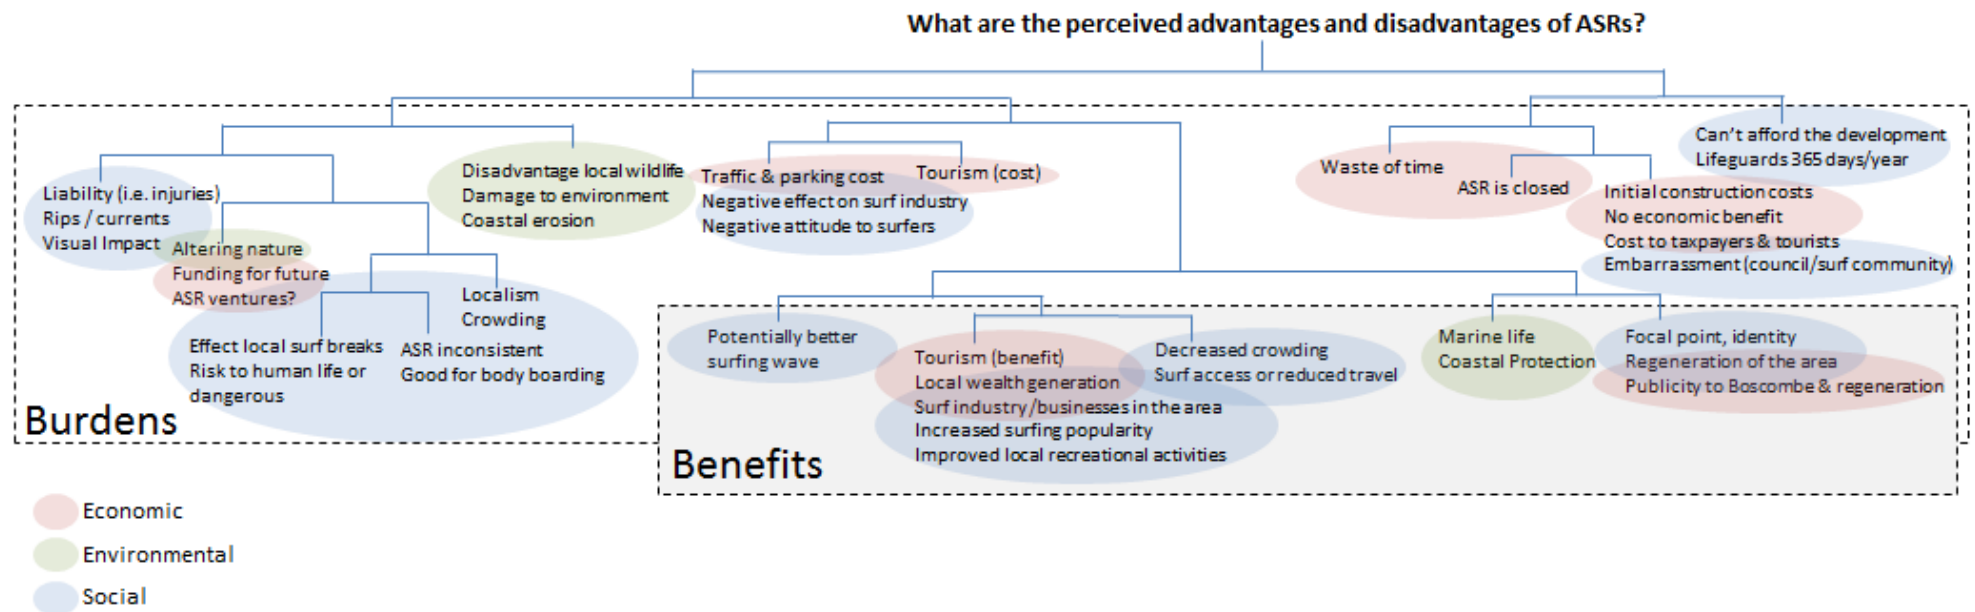 What are the perceived advantages and disadvantages of ASRs?
Liability (i.e. injuries)
Rips / currents
Visual Impact
Altering nature
Funding for future
ASR ventures?
Effect local surf breaks
Risk to human life or
dangerous
ASR inconsistent
Good for body boarding
Localism
Crowding
Disadvantage local wildlife
Damage to environment
Coastal erosion
Traffic & parking cost
Negative effect on surf industry
Negative attitude to surfers
Tourism (cost)
Waste of time
ASR is closed
Initial construction costs
No economic benefit
Cost to taxpayers & tourists
Embarrassment (council/surf community)
Can't afford the development
Lifeguards 365 days/year
Burdens
Potentially better
surfing wave
Tourism (benefit)
Local wealth generation
Surf industry/businesses in the area
Increased surfing popularity
Improved local recreational activities
Decreased crowding
Surf access or reduced travel
Marine life
Coastal Protection
Focal point, identity
Regeneration of the area
Publicity to Boscombe & regeneration
Benefits
Economic
Environmental
Social